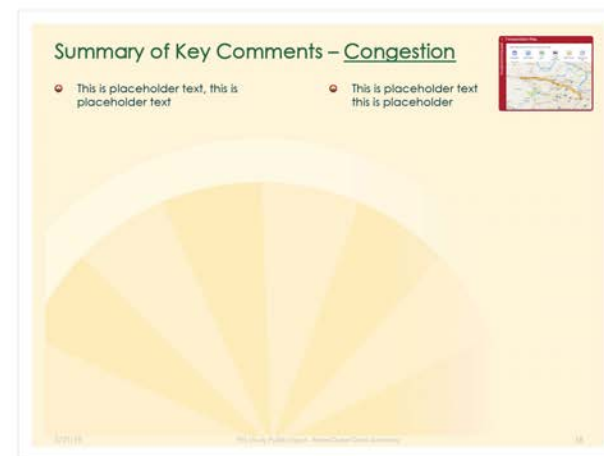 Summary of Key Comments – Congestion
This is placeholder text, this is
placeholder text
This is placeholder text
this is placeholder